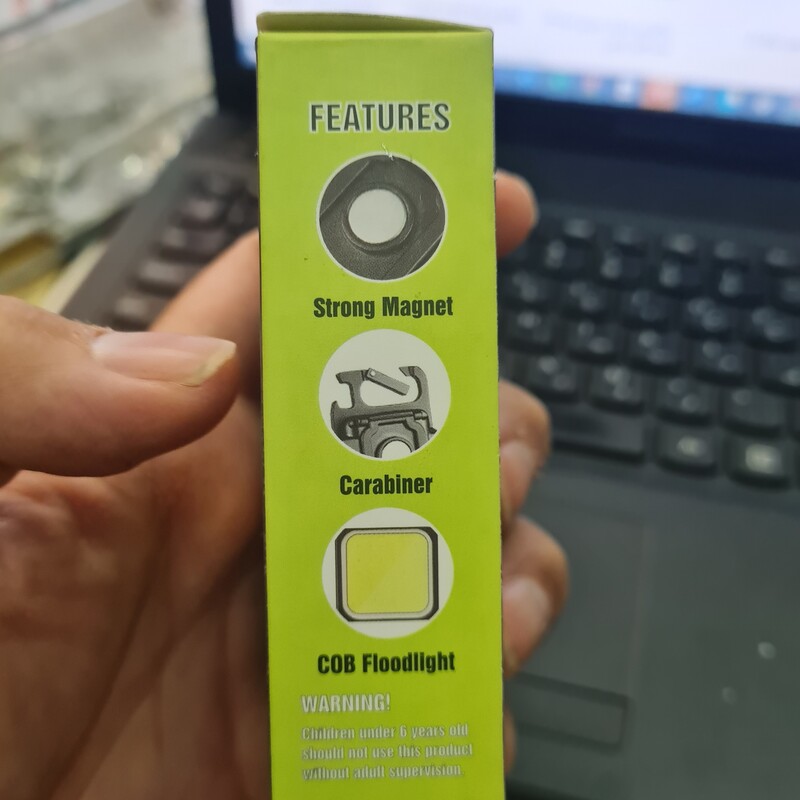 FEATURES
Strong Magnet
Carabiner
COB Floodlight
WARNING!
Children under 6 years old
should not use this product
without adult supervision.